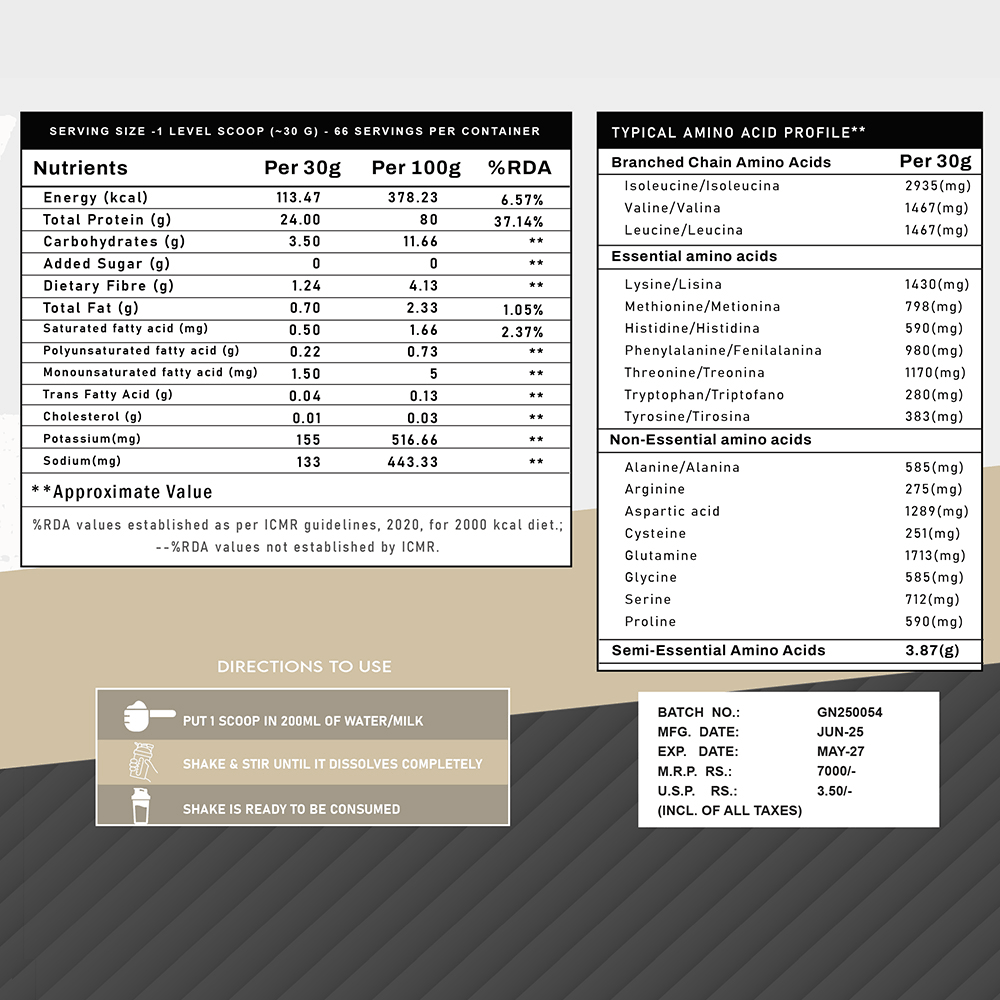 SERVING SIZE -1 LEVEL SCOOP (~30 G) - 66 SERVINGS PER CONTAINER
Nutrients Per 30g Per 100g %RDA
Energy (kcal) 113.47 378.23 6.57%
Total Protein (g) 24.00 80 37.14%
Carbohydrates (g) 3.50 11.66 **
Added Sugar (g) 0 0 **
Dietary Fibre (g) 1.24 4.13 **
Total Fat (g) 0.70 2.33 1.05%
Saturated fatty acid (mg) 0.50 1.66 2.37%
Polyunsaturated fatty acid (g) 0.22 0.73 **
Monounsaturated fatty acid (mg) 1.50 5 **
Trans Fatty Acid (g) 0.04 0.13 **
Cholesterol (g) 0.01 0.03 **
Potassium(mg) 155 516.66 **
Sodium(mg) 133 443.33 **
**Approximate Value
%RDA values established as per ICMR guidelines, 2020, for 2000 kcal diet.;
--%RDA values not established by ICMR.
TYPICAL AMINO ACID PROFILE**
Branched Chain Amino Acids Per 30g
Isoleucine/Isoleucina 2935(mg)
Valine/Valina 1467(mg)
Leucine/Leucina 1467(mg)
Essential amino acids
Lysine/Lisina 1430(mg)
Methionine/Metionina 798(mg)
Histidine/Histidina 590(mg)
Phenylalanine/Fenilalanina 980(mg)
Threonine/Treonina 1170(mg)
Tryptophan/Triptofano 280(mg)
Tyrosine/Tirosina 383(mg)
Non-Essential amino acids
Alanine/Alanina 585(mg)
Arginine 275(mg)
Aspartic acid 1289(mg)
Cysteine 251(mg)
Glutamine 1713(mg)
Glycine 585(mg)
Serine 712(mg)
Proline 590(mg)
Semi-Essential Amino Acids 3.87(g)
DIRECTIONS TO USE
PUT 1 SCOOP IN 200ML OF WATER/MILK
SHAKE & STIR UNTIL IT DISSOLVES COMPLETELY
SHAKE IS READY TO BE CONSUMED
BATCH NO.: GN250054
MFG. DATE: JUN-25
EXP. DATE: MAY-27
M.R.P. RS.: 7000/-
U.S.P. RS.: 3.50/-
(INCL. OF ALL TAXES)